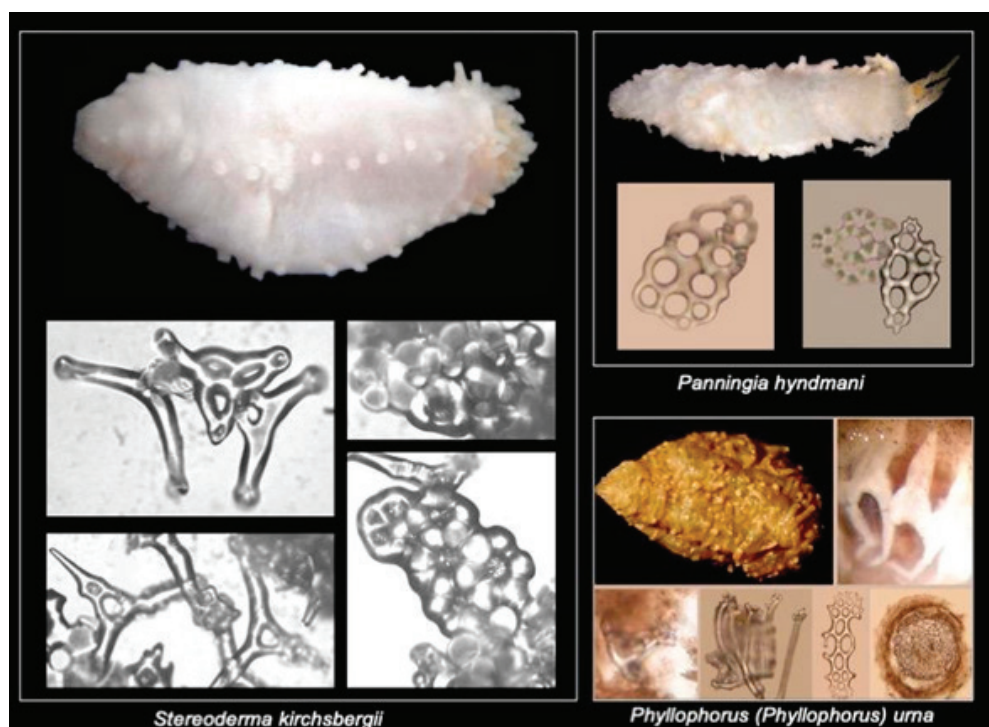 Panningia hyndmani
Stereoderma kirchsbergii
Phyllophorus (Phyllophorus) urna